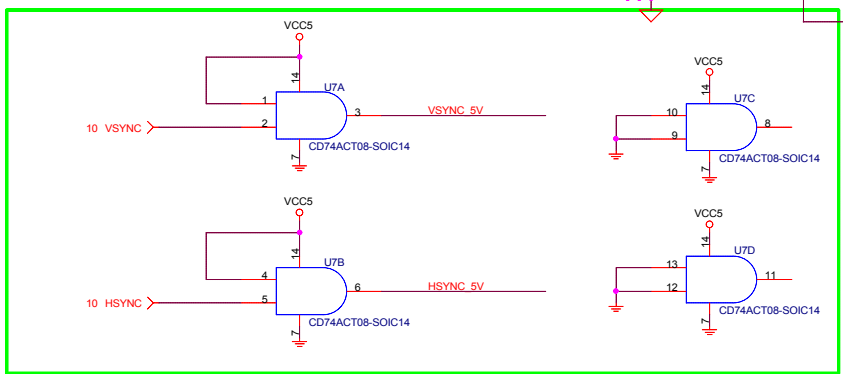 VCC5
14
U7A
1
2
3
VSYNC_5V
10 VSYNC
7
CD74ACT08-SOIC14
VCC5
14
U7C
10
9
8
7
CD74ACT08-SOIC14
VCC5
14
U7B
4
5
6
HSYNC_5V
10 HSYNC
7
CD74ACT08-SOIC14
VCC5
14
U7D
13
12
11
7
CD74ACT08-SOIC14